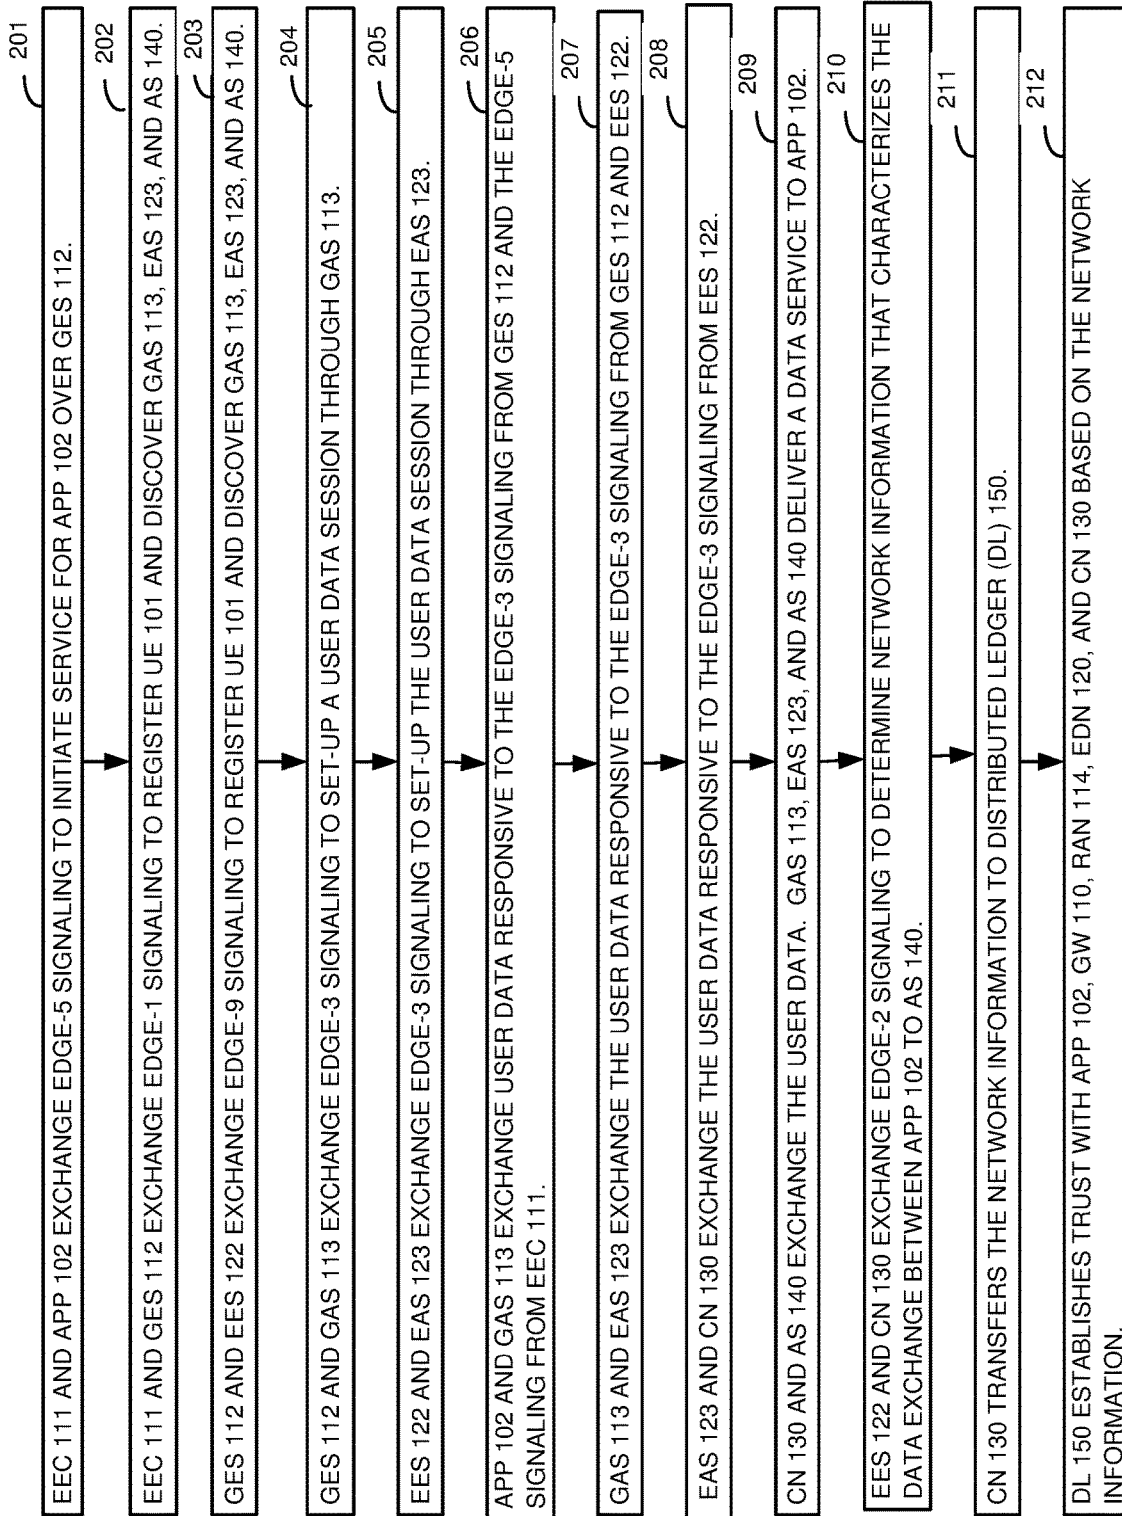 201
EEC 111 AND APP 102 EXCHANGE EDGE-5 SIGNALING TO INITIATE SERVICE FOR APP 102 OVER GES 112.
202
EEC 111 AND GES 112 EXCHANGE EDGE-1 SIGNALING TO REGISTER UE 101 AND DISCOVER GAS 113, EAS 123, AND AS 140.
203
GES 112 AND EES 122 EXCHANGE EDGE-9 SIGNALING TO REGISTER UE 101 AND DISCOVER GAS 113, EAS 123, AND AS 140.
204
GES 112 AND GAS 113 EXCHANGE EDGE-3 SIGNALING TO SET-UP A USER DATA SESSION THROUGH GAS 113.
205
EES 122 AND EAS 123 EXCHANGE EDGE-3 SIGNALING TO SET-UP THE USER DATA SESSION THROUGH EAS 123.
206
APP 102 AND GAS 113 EXCHANGE USER DATA RESPONSIVE TO THE EDGE-3 SIGNALING FROM GES 112 AND THE EDGE-5
SIGNALING FROM EEC 111.
207
GAS 113 AND EAS 123 EXCHANGE THE USER DATA RESPONSIVE TO THE EDGE-3 SIGNALING FROM GES 112 AND EES 122.
208
EAS 123 AND CN 130 EXCHANGE THE USER DATA RESPONSIVE TO THE EDGE-3 SIGNALING FROM EES 122.
209
CN 130 AND AS 140 EXCHANGE THE USER DATA. GAS 113, EAS 123, AND AS 140 DELIVER A DATA SERVICE TO APP 102.
210
EES 122 AND CN 130 EXCHANGE EDGE-2 SIGNALING TO DETERMINE NETWORK INFORMATION THAT CHARACTERIZES THE
DATA EXCHANGE BETWEEN APP 102 TO AS 140.
211
CN 130 TRANSFERS THE NETWORK INFORMATION TO DISTRIBUTED LEDGER (DL) 150.
212
DL 150 ESTABLISHES TRUST WITH APP 102, GW 110, RAN 114, EDN 120, AND CN 130 BASED ON THE NETWORK
INFORMATION.